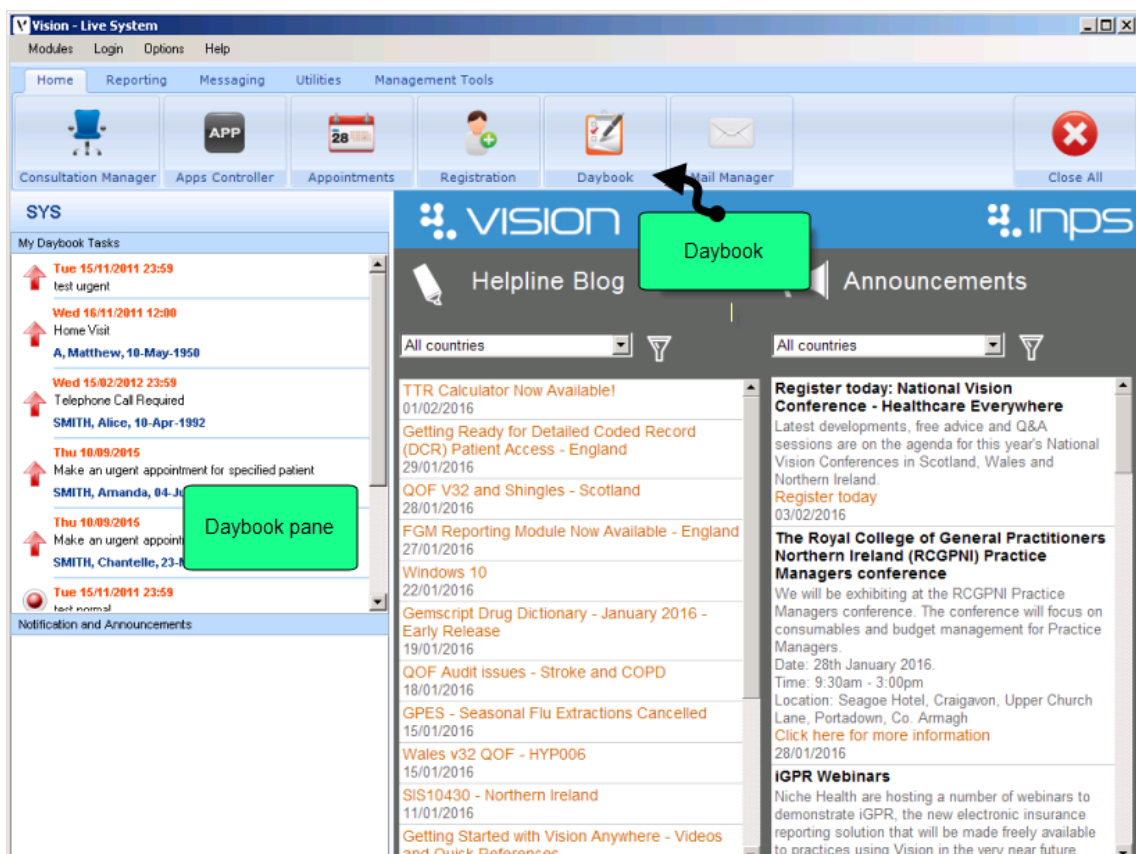 Vision - Live System
Modules Login Options Help
Home Reporting Messaging Utilities Management Tools
APP
28
Consultation Manager Apps Controller Appointments Registration Daybook Mail Manager Close All
SYS
My Daybook Tasks
Tue 15/11/2011 23:59
test urgent
Wed 16/11/2011 12:00
Home Visit
A, Matthew, 10-May-1950
Wed 15/02/2012 23:59
Telephone Call Required
SMITH, Alice, 10-Apr-1992
Thu 10/09/2015
Make an urgent appointment for specified patient
SMITH, Amanda, 04-Ju
Thu 10/09/2015
Make an urgent appoint
SMITH, Chantelle, 23-M
Tue 15/11/2011 23:59
test normal
Daybook pane
Notification and Announcements
VISION
INPS
Daybook
Helpline Blog
All countries
TTR Calculator Now Available!
01/02/2016
Getting Ready for Detailed Coded Record
(DCR) Patient Access - England
29/01/2016
QOF V32 and Shingles - Scotland
28/01/2016
FGM Reporting Module Now Available - England
27/01/2016
Windows 10
22/01/2016
Gemscript Drug Dictionary - January 2016 -
Early Release
19/01/2016
QOF Audit issues - Stroke and COPD
18/01/2016
GPES - Seasonal Flu Extractions Cancelled
15/01/2016
Wales v32 QOF - HYP006
15/01/2016
SIS10430 - Northern Ireland
11/01/2016
Getting Started with Vision Anywhere - Videos
and Quick References
Announcements
All countries
Register today: National Vision
Conference - Healthcare Everywhere
Latest developments, free advice and Q&A
sessions are on the agenda for this year's National
Vision Conferences in Scotland, Wales and
Northern Ireland.
Register today
03/02/2016
The Royal College of General Practitioners
Northern Ireland (RCGPNI) Practice
Managers conference
We will be exhibiting at the RCGPNI Practice
Managers conference. The conference will focus on
consumables and budget management for Practice
Managers.
Date: 28th January 2016.
Time: 9:30am - 3:00pm
Location: Seagoe Hotel, Craigavon, Upper Church
Lane, Portadown, Co. Armagh
Click here for more information
28/01/2016
iGPR Webinars
Niche Health are hosting a number of webinars to
demonstrate iGPR, the new electronic insurance
reporting solution that will be made freely available
to practices using Vision in the very near future.